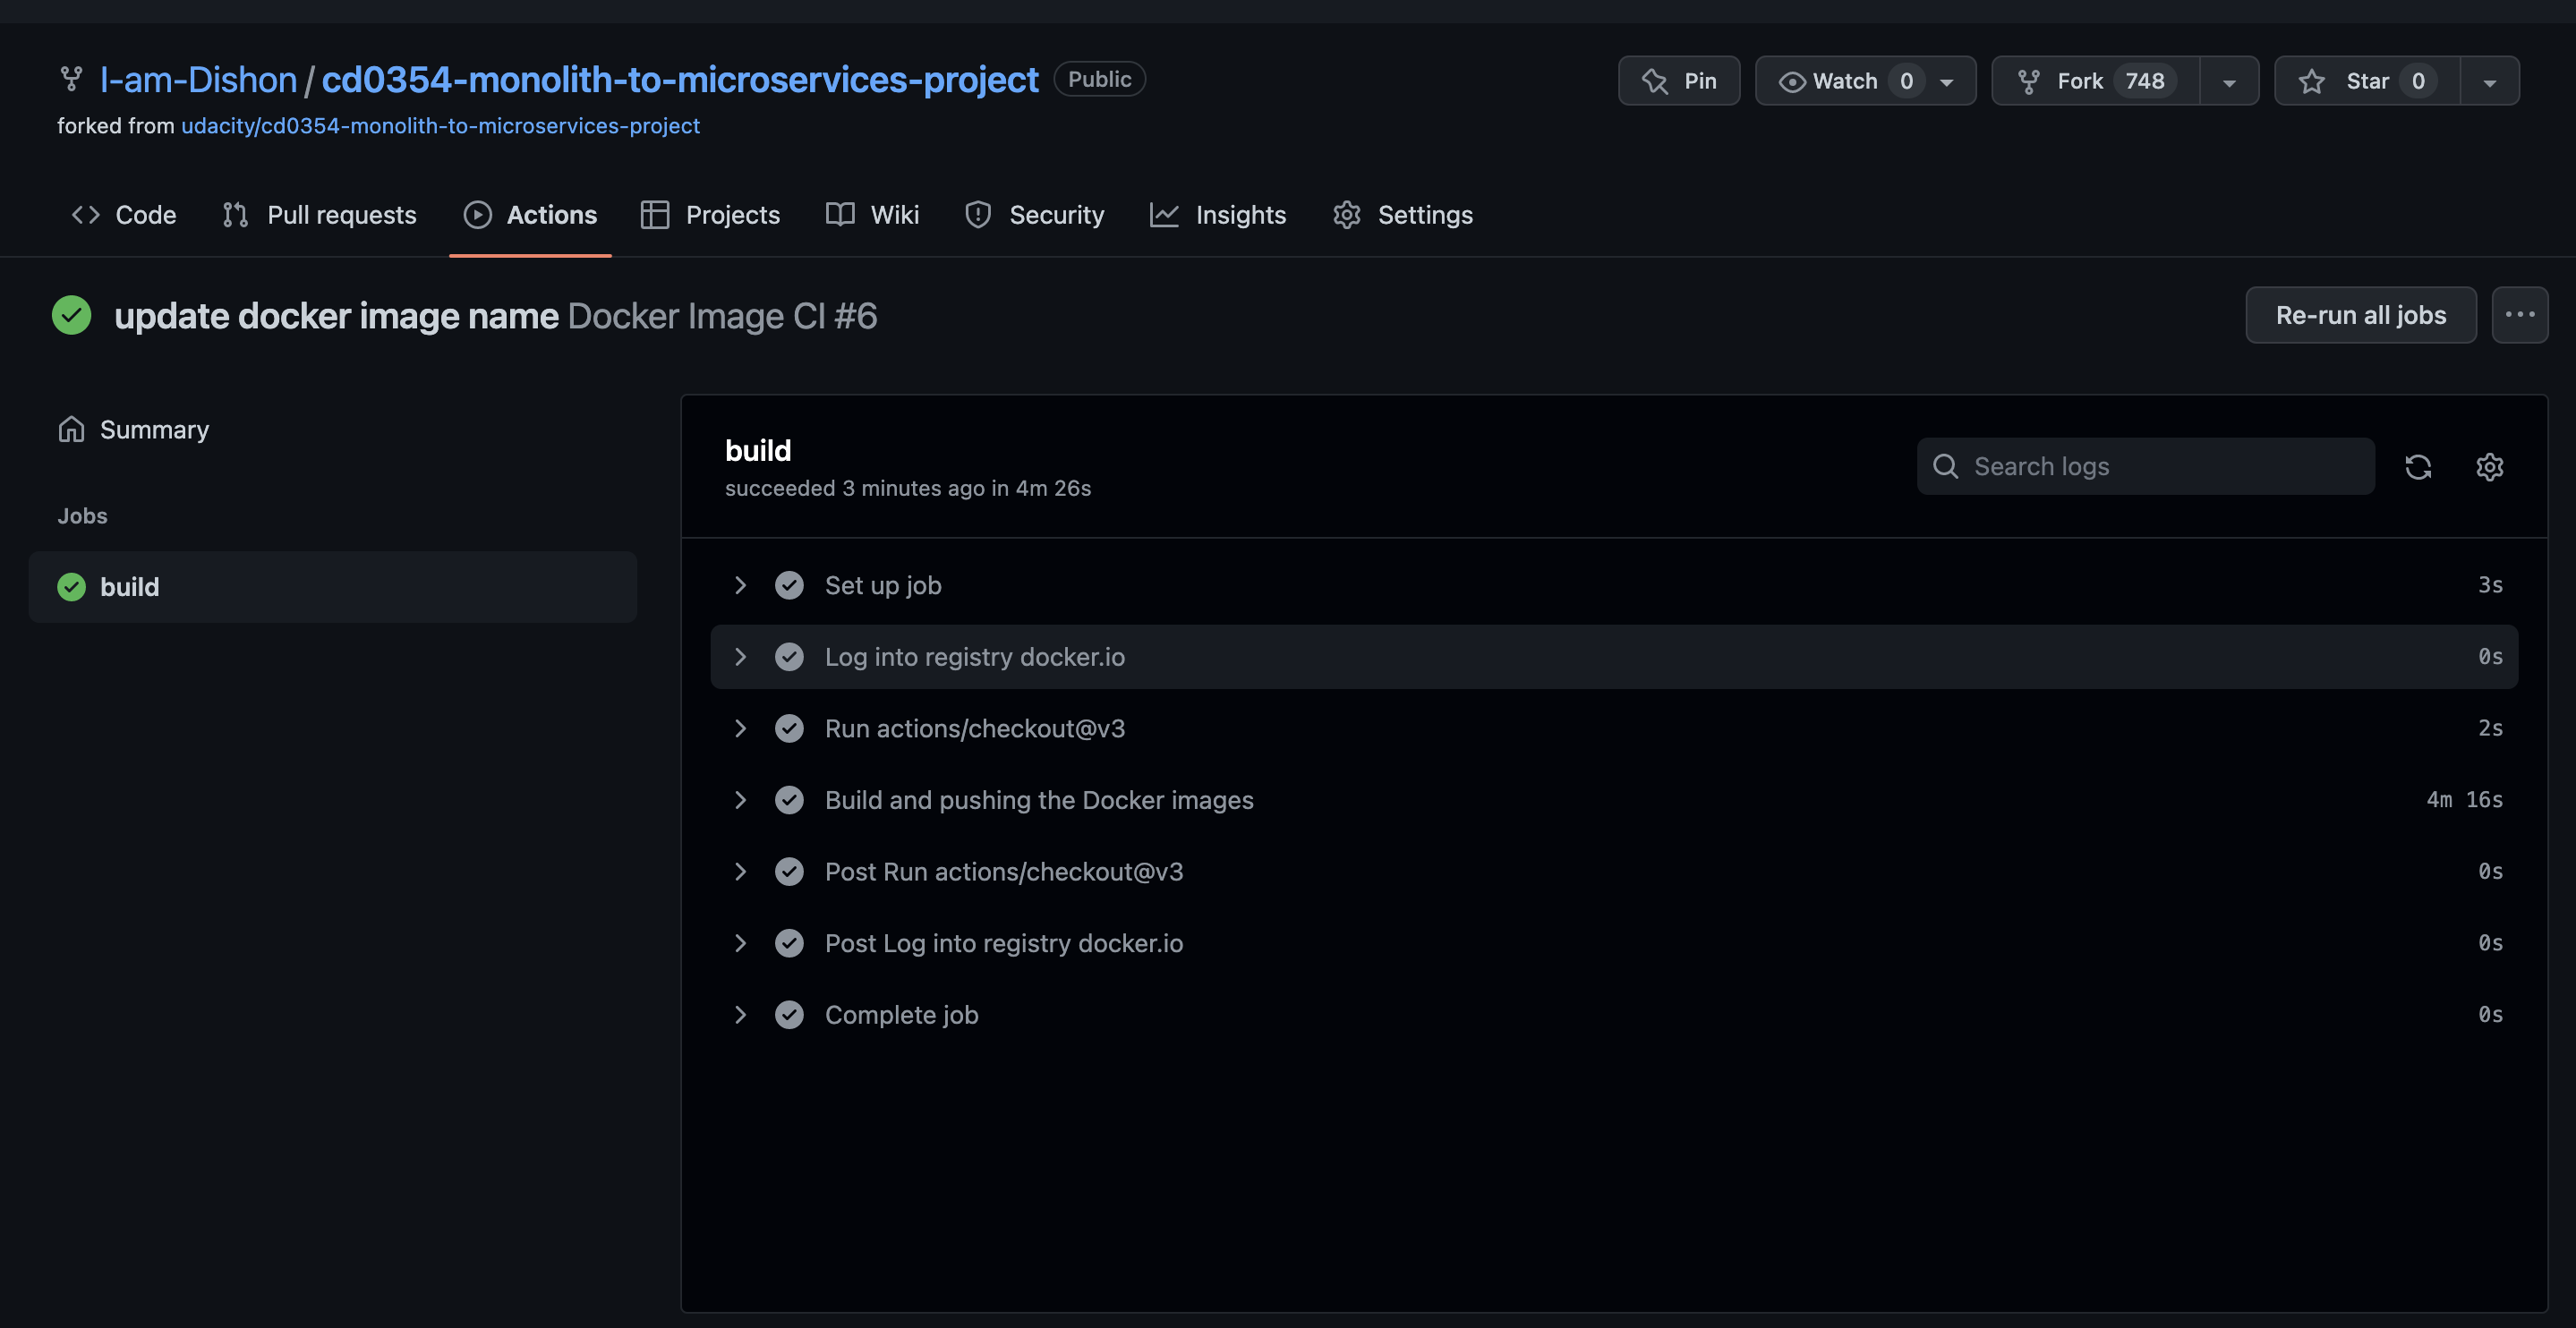 I-am-Dishon / cd0354-monolith-to-microservices-project Public Pin Watch 0 Fork 748 Star 0
forked from udacity/cd0354-monolith-to-microservices-project
Code Pull requests Actions Projects Wiki Security Insights Settings
update docker image name Docker Image CI #6 Re-run all jobs
Summary
Jobs
build
build
succeeded 3 minutes ago in 4m 26s
Search logs
Set up job 3s
Log into registry docker.io 0s
Run actions/checkout@v3 2s
Build and pushing the Docker images 4m 16s
Post Run actions/checkout@v3 0s
Post Log into registry docker.io 0s
Complete job 0s